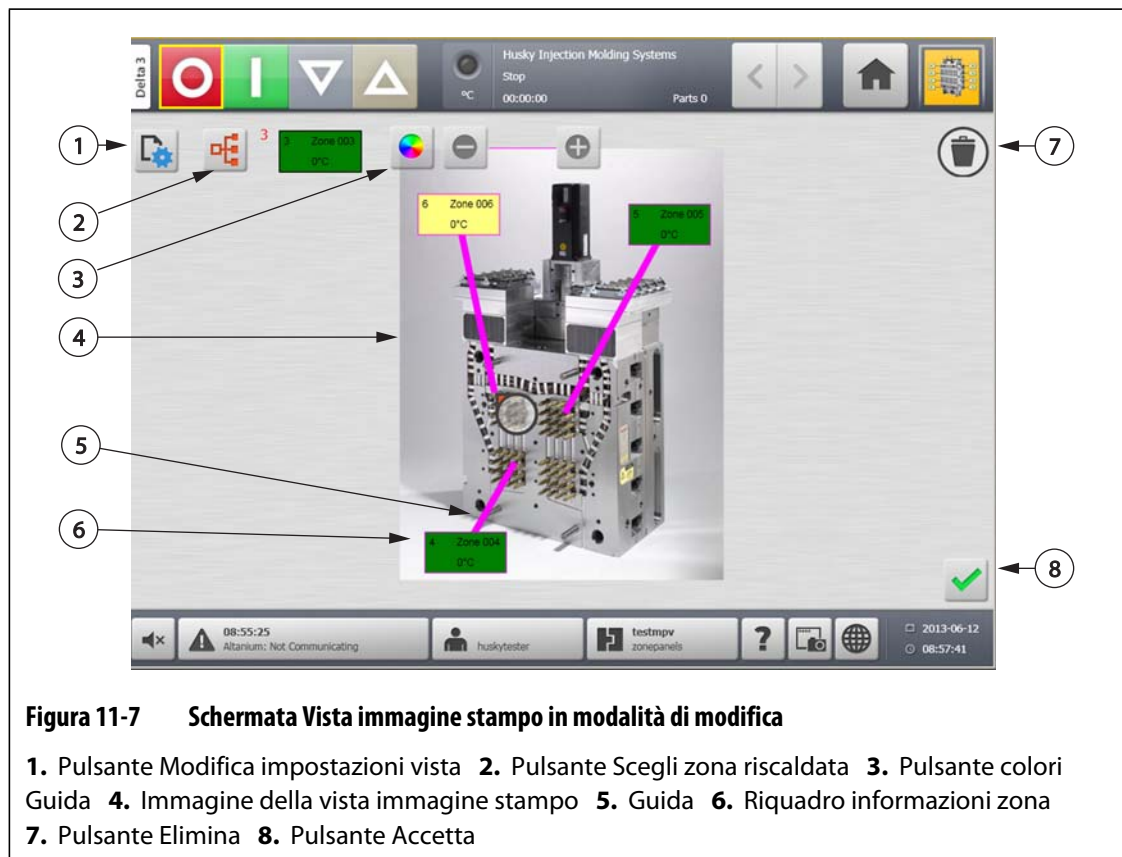 Delta 3
Husky Injection Molding Systems
Stop
°C
00:00:00
Parts 0
1
3
3 Zone 003
0°C
7
2
3
6 Zone 006
0°C
5 Zone 005
0°C
4
5
6
4 Zone 004
0°C
8
08:55:25
Altanium: Not Communicating
huskytester
testmpv
zonepanels
?
2013-06-12
08:57:41
Figura 11-7 Schermata Vista immagine stampo in modalità di modifica
1. Pulsante Modifica impostazioni vista 2. Pulsante Scegli zona riscaldata 3. Pulsante colori
Guida 4. Immagine della vista immagine stampo 5. Guida 6. Riquadro informazioni zona
7. Pulsante Elimina 8. Pulsante Accetta